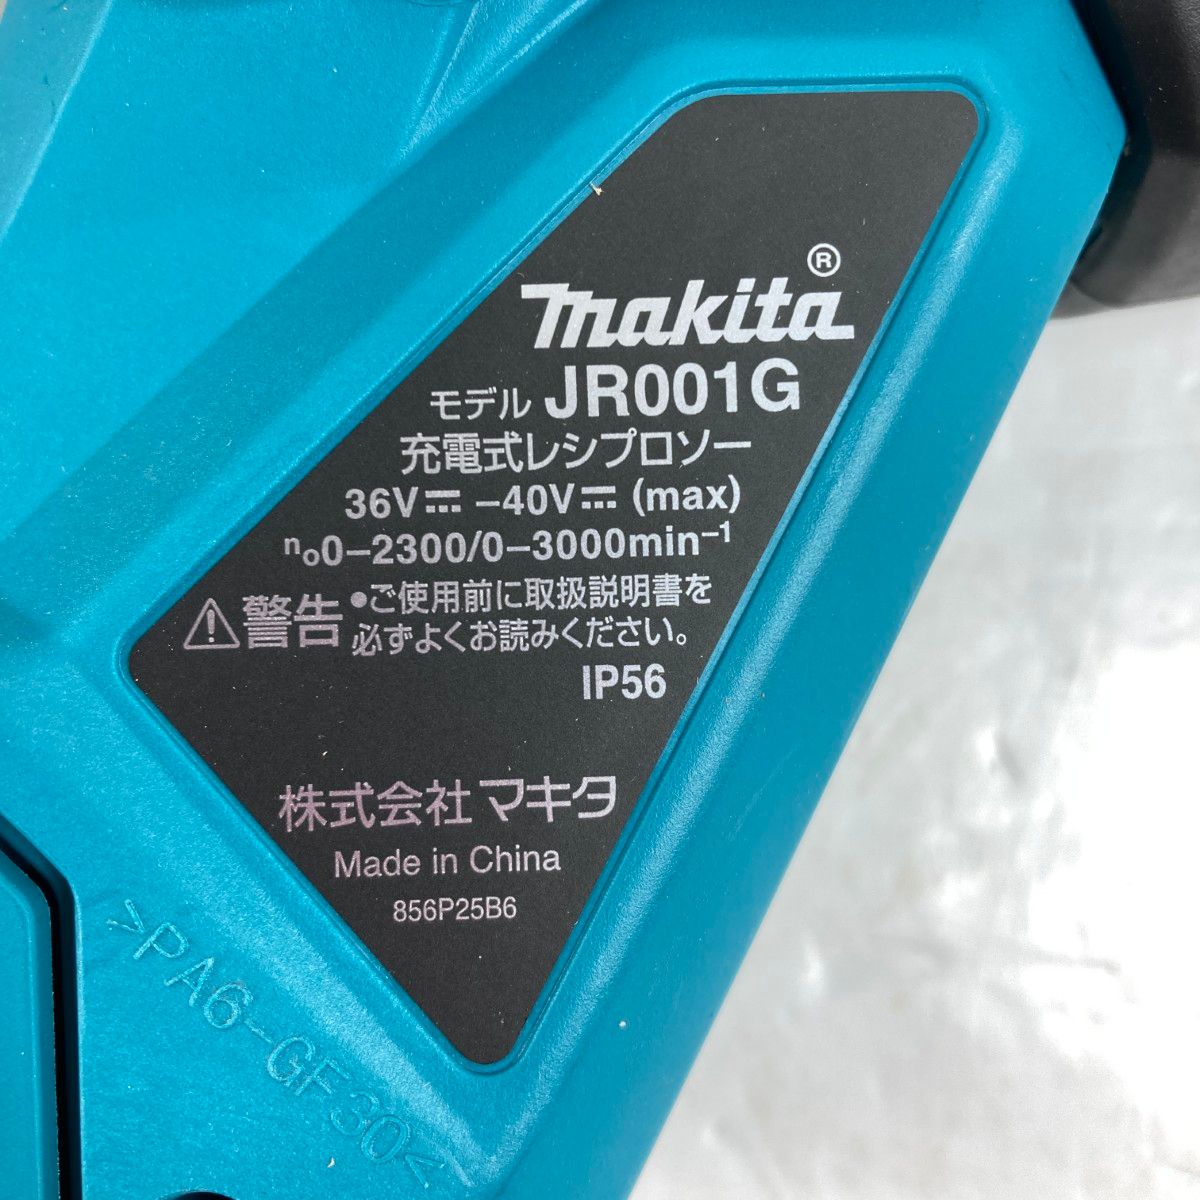 makita®
モデル JR001G
充電式レシプロソー
36V⎓ –40V⎓ (max)
n₀0–2300/0–3000min⁻¹
⚠警告 •ご使用前に取扱説明書を
必ずよくお読みください。
IP56
株式会社マキタ
Made in China
856P25B6
>PA6-GF30<